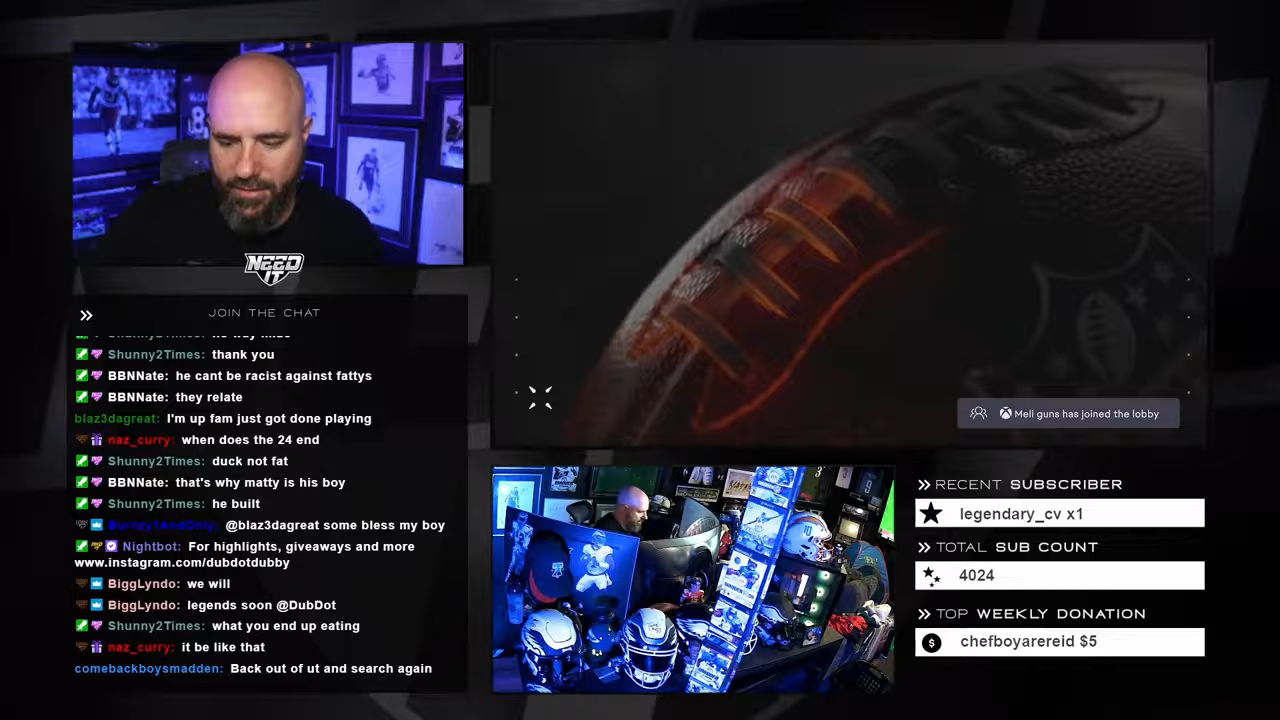 NEED IT
JOIN THE CHAT
Shunny2Times: thank you
BBNNate: he cant be racist against fattys
BBNNate: they relate
blaz3dagreat: I'm up fam just got done playing
naz_curry: when does the 24 end
Shunny2Times: duck not fat
BBNNate: that's why matty is his boy
Shunny2Times: he built
@blaz3dagreat some bless my boy
Nightbot: For highlights, giveaways and more
www.instagram.com/dubdotdubby
BiggLyndo: we will
BiggLyndo: legends soon @DubDot
Shunny2Times: what you end up eating
naz_curry: it be like that
comebackboysmadden: Back out of ut and search again
Meli guns has joined the lobby
RECENT SUBSCRIBER
legendary_cv x1
TOTAL SUB COUNT
4024
TOP WEEKLY DONATION
chefboyarereid $5